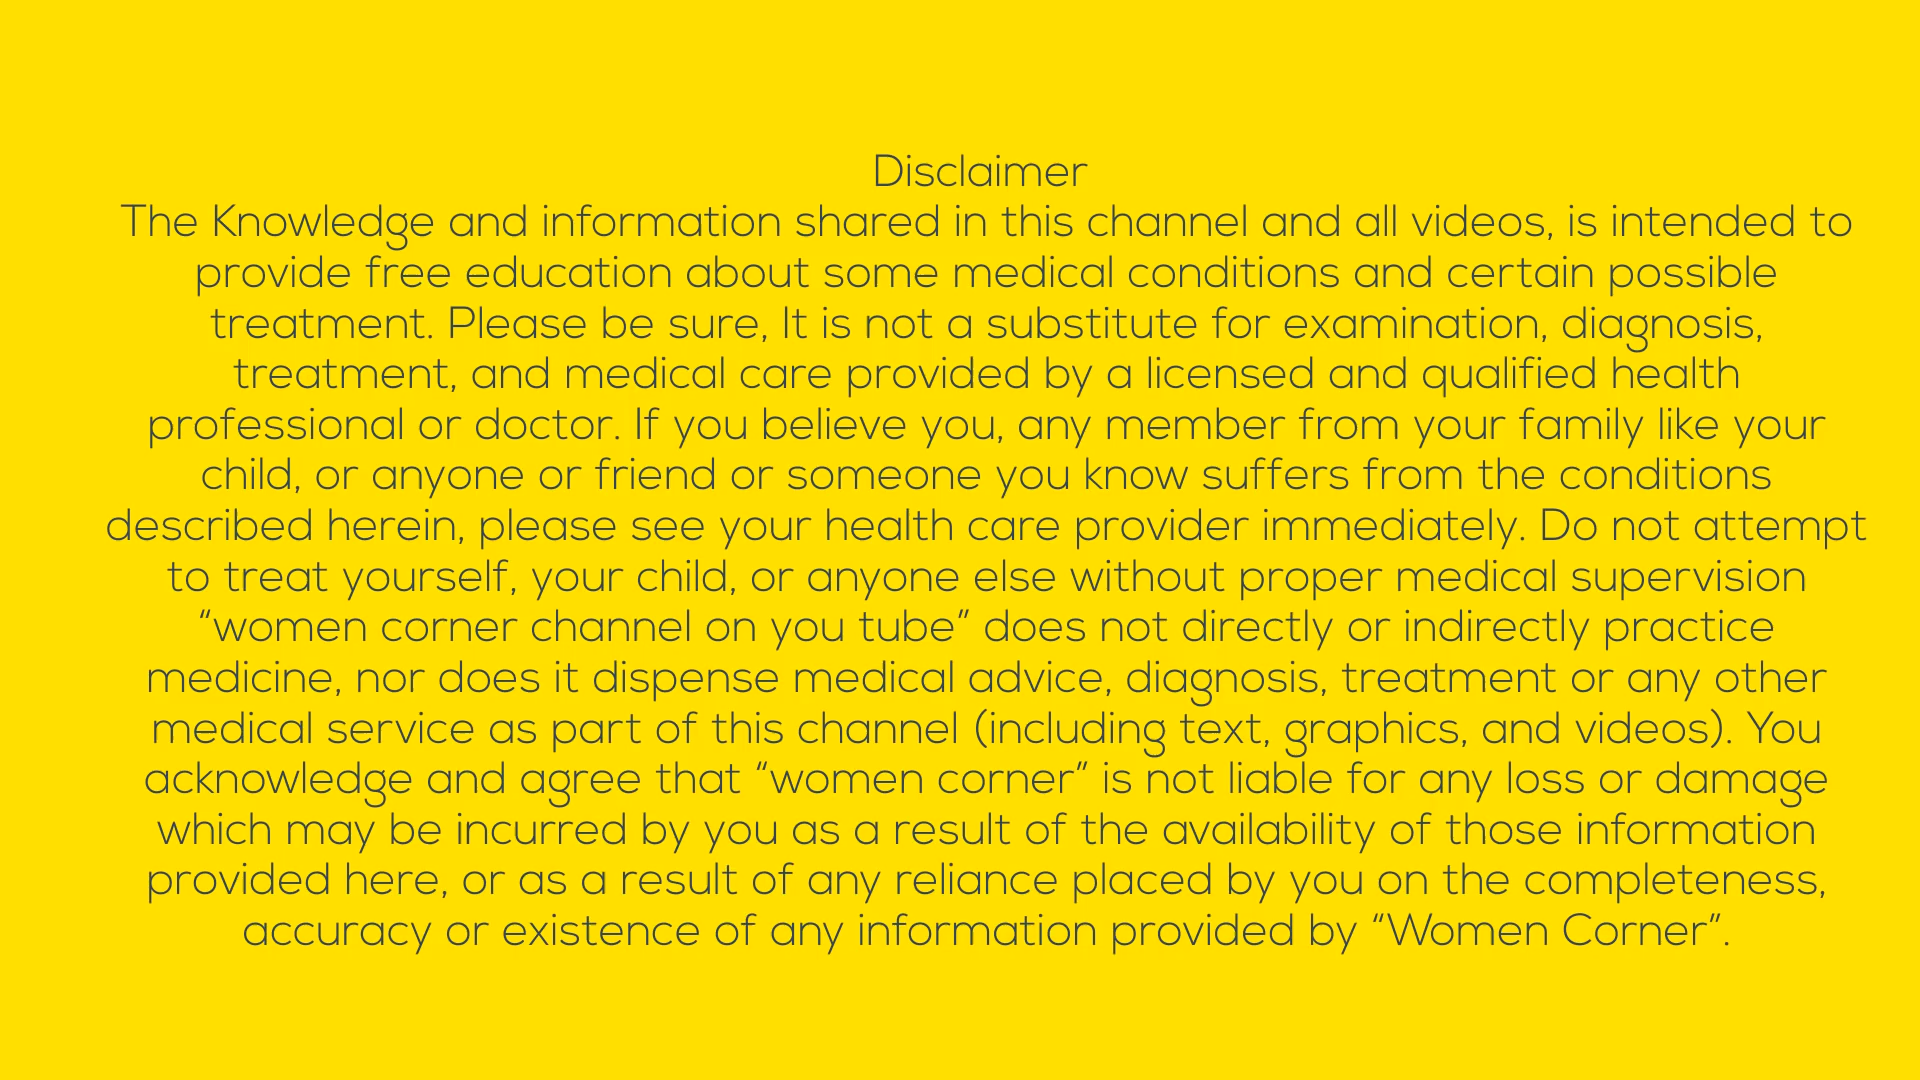 Disclaimer
The Knowledge and information shared in this channel and all videos, is intended to
provide free education about some medical conditions and certain possible
treatment. Please be sure, It is not a substitute for examination, diagnosis,
treatment, and medical care provided by a licensed and qualified health
professional or doctor. If you believe you, any member from your family like your
child, or anyone or friend or someone you know suffers from the conditions
described herein, please see your health care provider immediately. Do not attempt
to treat yourself, your child, or anyone else without proper medical supervision
“women corner channel on you tube” does not directly or indirectly practice
medicine, nor does it dispense medical advice, diagnosis, treatment or any other
medical service as part of this channel (including text, graphics, and videos). You
acknowledge and agree that “women corner” is not liable for any loss or damage
which may be incurred by you as a result of the availability of those information
provided here, or as a result of any reliance placed by you on the completeness,
accuracy or existence of any information provided by “Women Corner”.